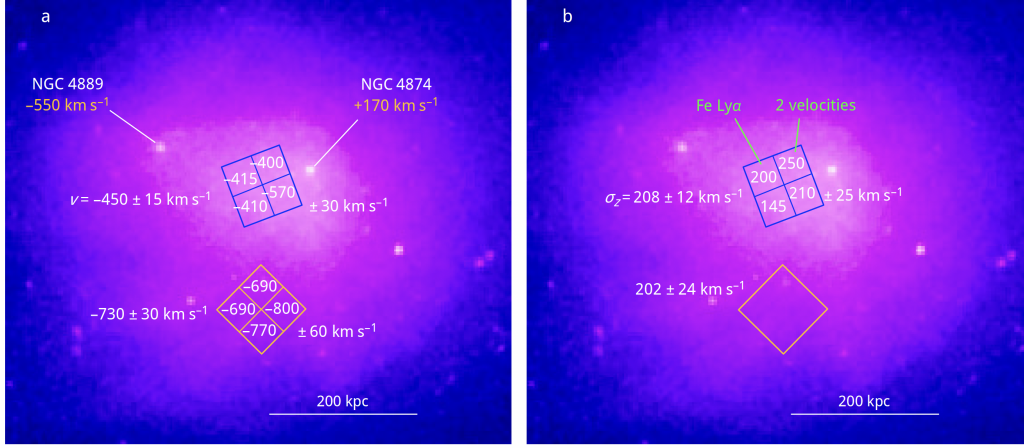 a
NGC 4889
–550 km s⁻¹
NGC 4874
+170 km s⁻¹
–400
–415
–570
–410
v = –450 ± 15 km s⁻¹
± 30 km s⁻¹
–690
–690
–800
–770
–730 ± 30 km s⁻¹
± 60 km s⁻¹
200 kpc
b
Fe Lyα
2 velocities
250
200
210
145
σz = 208 ± 12 km s⁻¹
± 25 km s⁻¹
202 ± 24 km s⁻¹
200 kpc